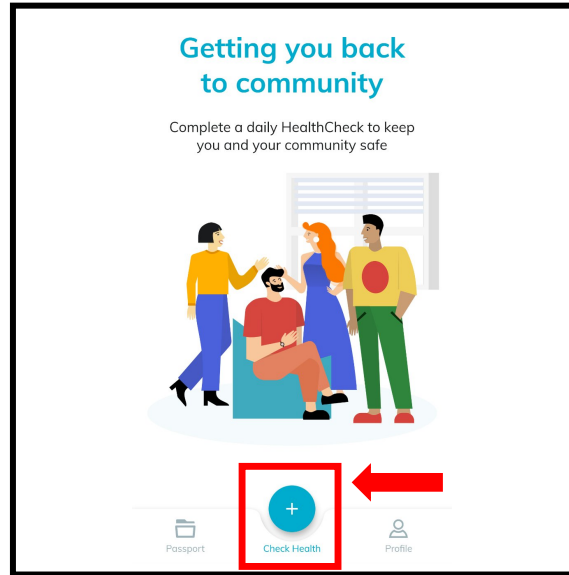 Getting you back
to community
Complete a daily HealthCheck to keep
you and your community safe
+
Passport
Check Health
Profile